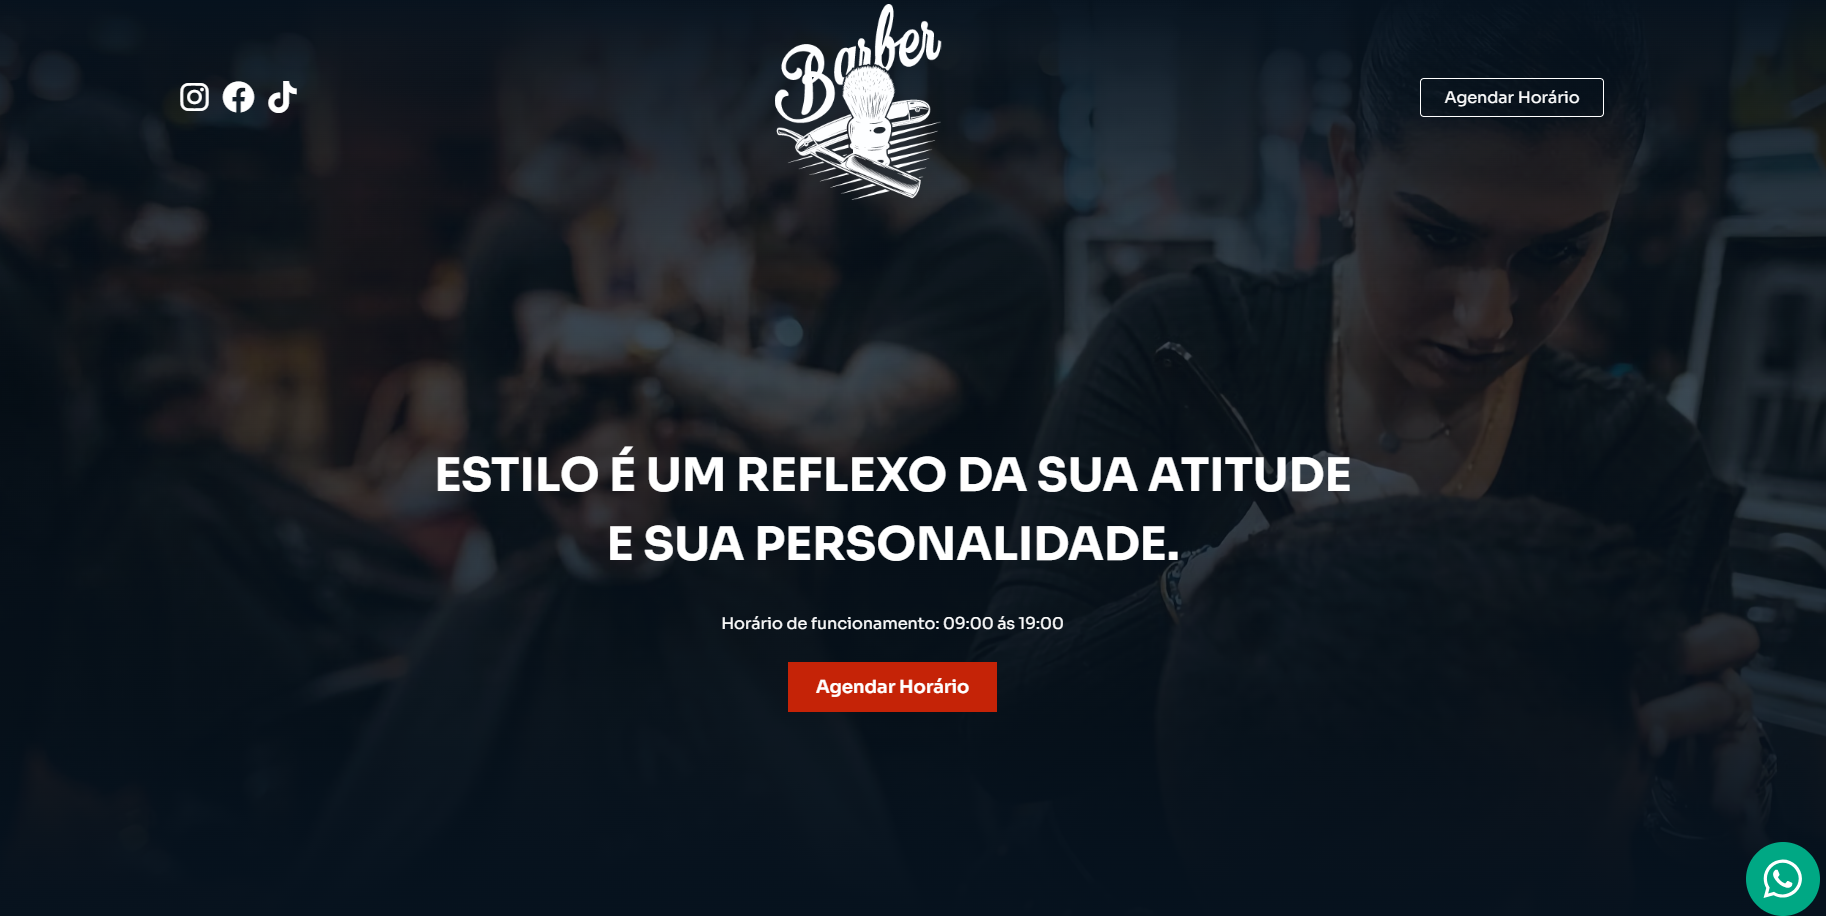 Barber
Agendar Horário
ESTILO É UM REFLEXO DA SUA ATITUDE
E SUA PERSONALIDADE.
Horário de funcionamento: 09:00 ás 19:00
Agendar Horário